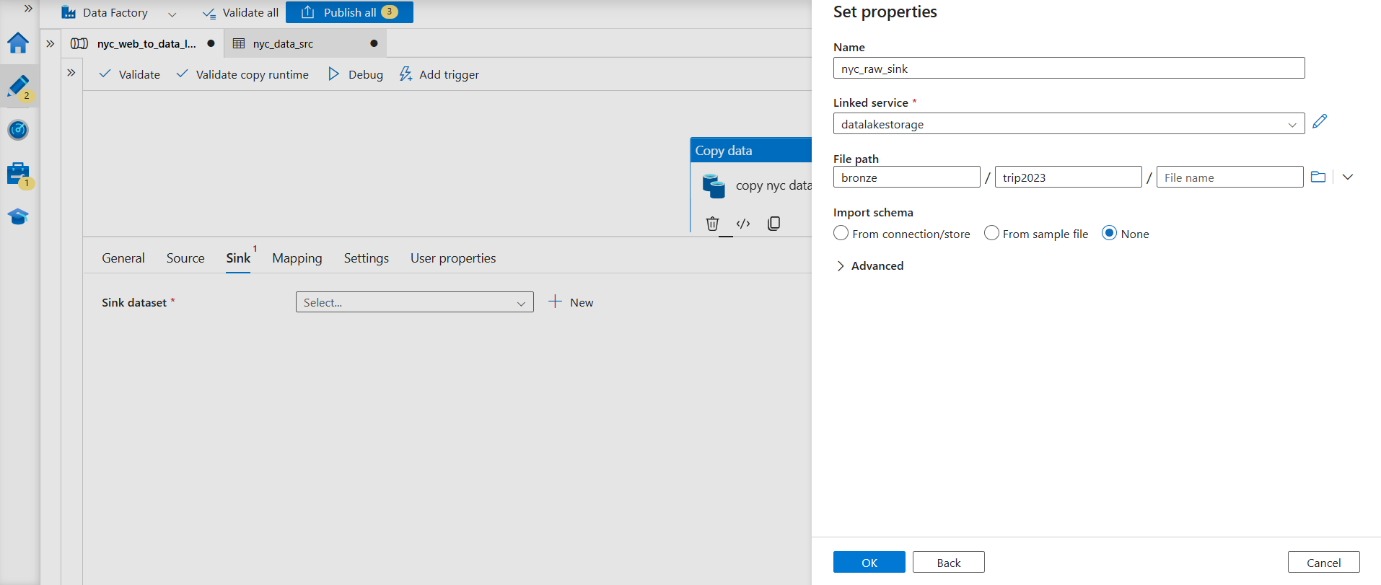 Data Factory
Validate all
Publish all 3
nyc_web_to_data_l...
nyc_data_src
Validate
Validate copy runtime
Debug
Add trigger
2
1
Copy data
copy nyc data
General
Source
Sink 1
Mapping
Settings
User properties
Sink dataset *
Select...
New
Set properties
Name
nyc_raw_sink
Linked service *
datalakestorage
File path
bronze / trip2023 / File name
Import schema
From connection/store
From sample file
None
Advanced
OK
Back
Cancel